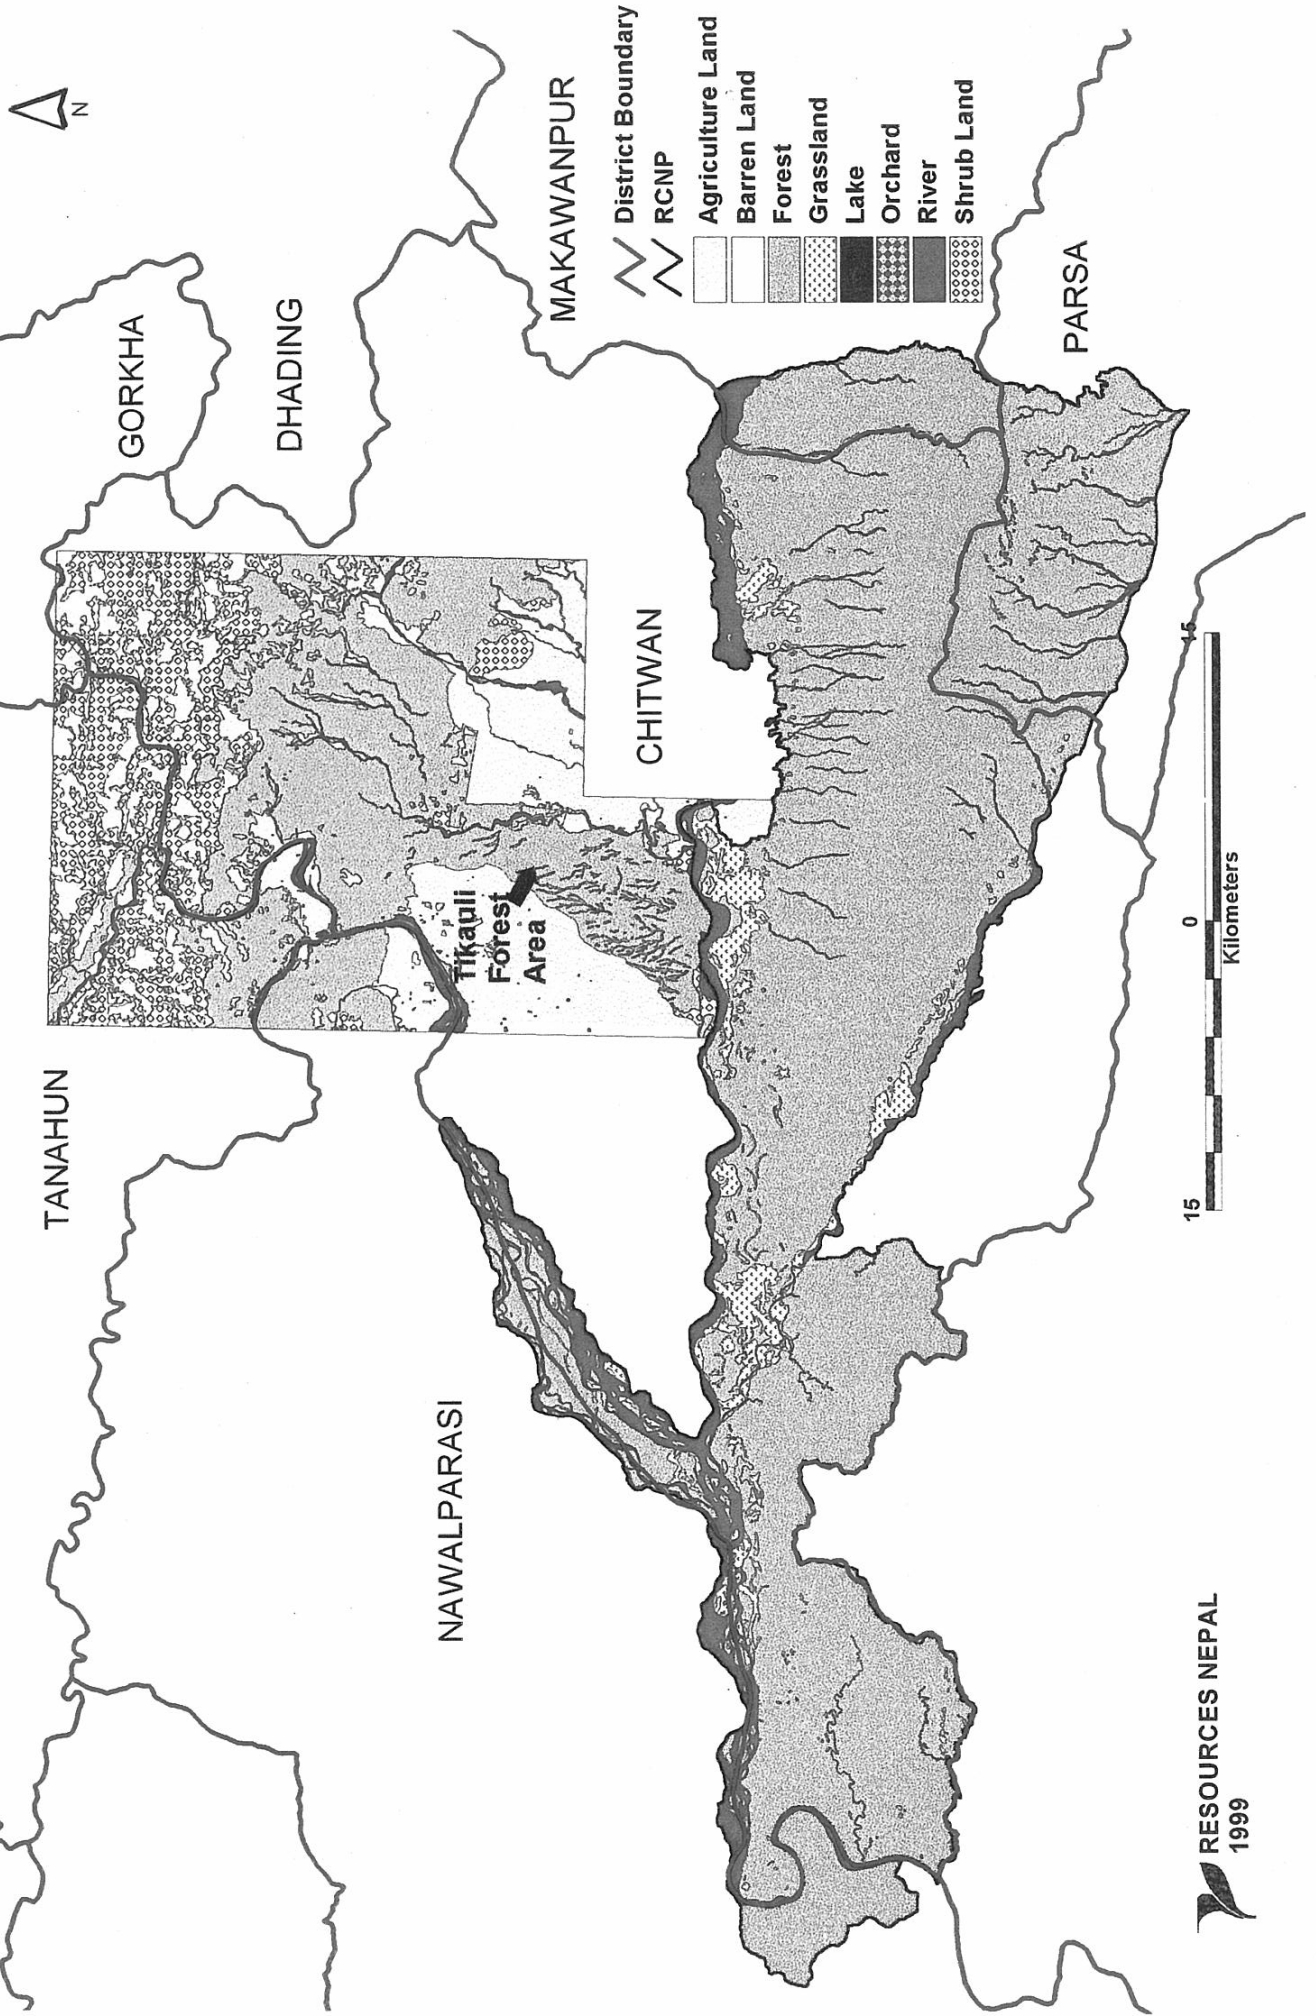 N
GORKHA
DHADING
TANAHUN
MAKAWANPUR
CHITWAN
NAWALPARASI
PARSA
Tikauli
Forest
Area
District Boundary
RCNP
Agriculture Land
Barren Land
Forest
Grassland
Lake
Orchard
River
Shrub Land
15 0 15
Kilometers
RESOURCES NEPAL
1999